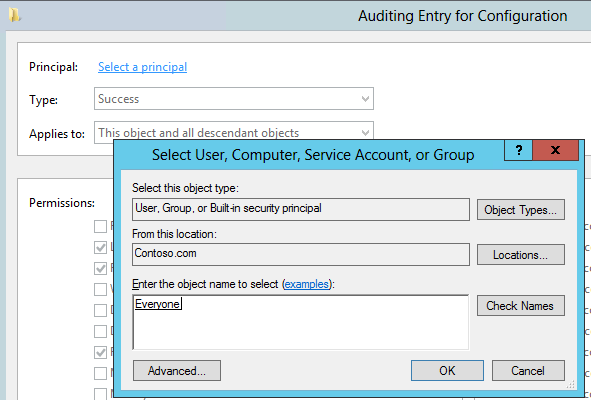 Auditing Entry for Configuration
Principal: Select a principal
Type: Success
Applies to: This object and all descendant objects
Select User, Computer, Service Account, or Group
? x
Select this object type:
User, Group, or Built-in security principal
Object Types...
From this location:
Contoso.com
Locations...
Enter the object name to select (examples):
Everyone
Check Names
Advanced...
OK
Cancel
Permissions: